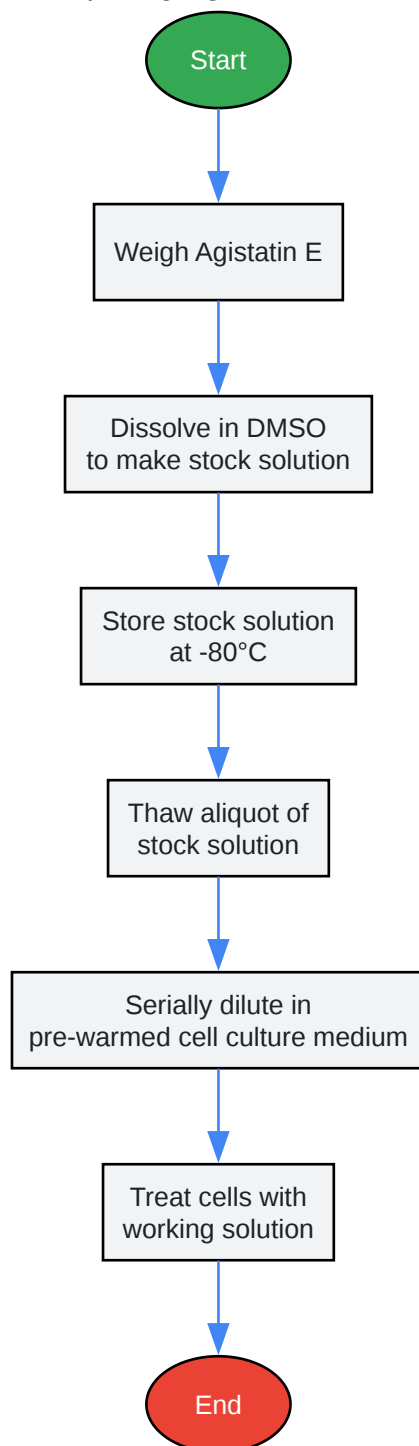 Start
Weigh Agistatin E
Dissolve in DMSO
to make stock solution
Store stock solution
at -80°C
Thaw aliquot of
stock solution
Serially dilute in
pre-warmed cell culture medium
Treat cells with
working solution
End